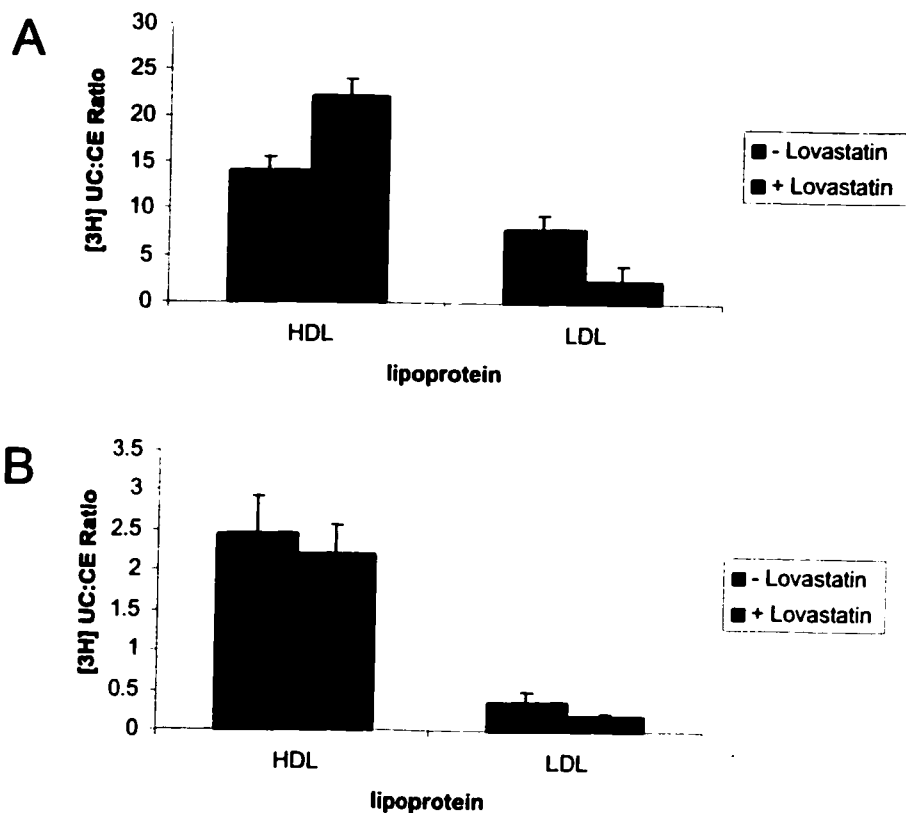 A
[3H] UC:CE Ratio
30
25
20
15
10
5
0
HDL
LDL
lipoprotein
- Lovastatin
+ Lovastatin
B
[3H] UC:CE Ratio
3.5
3
2.5
2
1.5
1
0.5
0
HDL
LDL
lipoprotein
- Lovastatin
+ Lovastatin